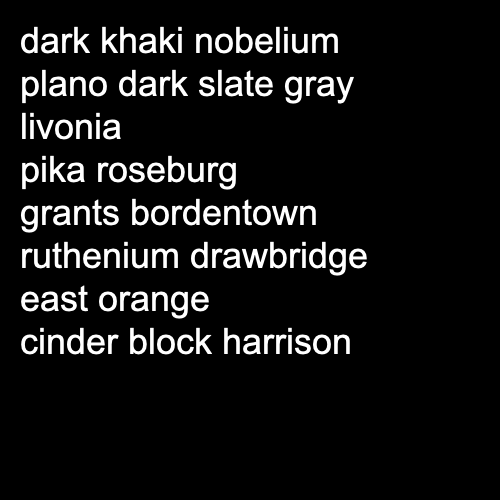 dark khaki nobelium
plano dark slate gray
livonia
pika roseburg
grants bordentown
ruthenium drawbridge
east orange
cinder block harrison